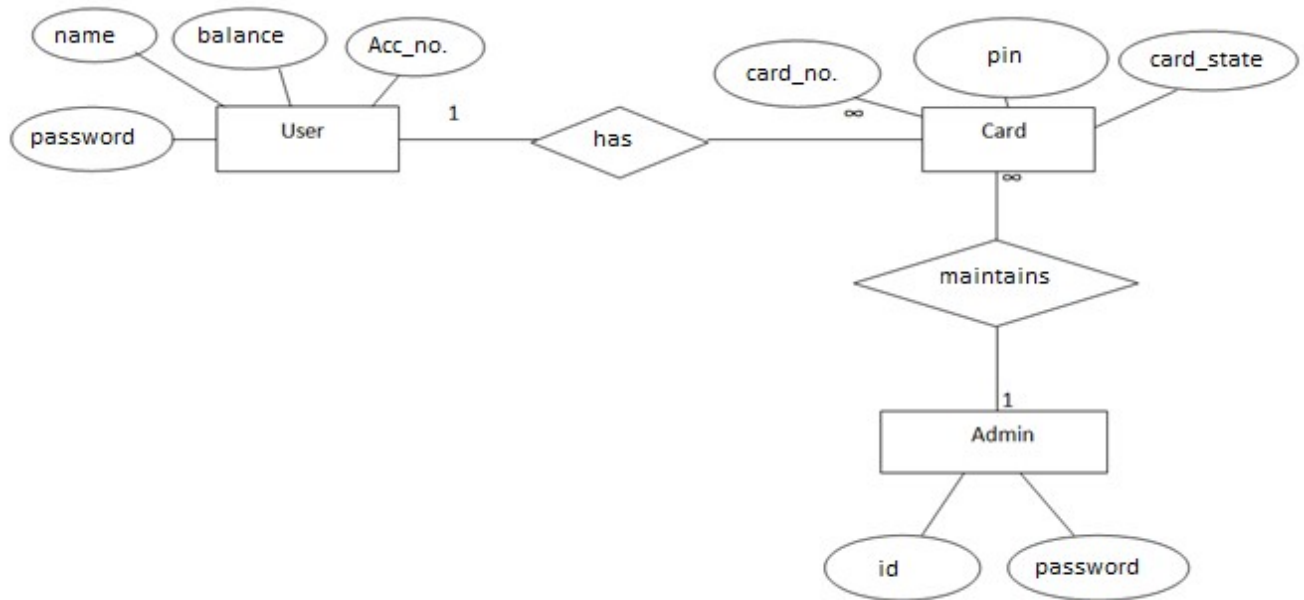 name
balance
Acc_no.
password
User
1
has
∞
card_no.
pin
card_state
Card
∞
maintains
1
Admin
id
password